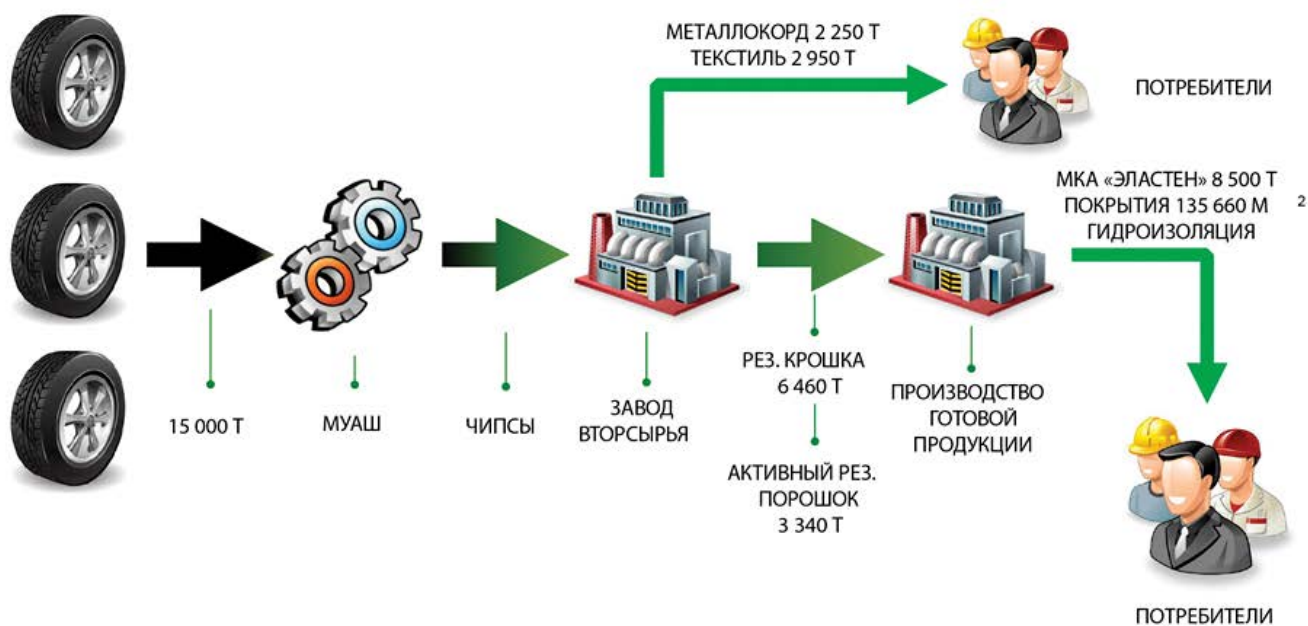 МЕТАЛЛОКОРД 2 250 Т
ТЕКСТИЛЬ 2 950 Т
ПОТРЕБИТЕЛИ
МКА «ЭЛАСТЕН» 8 500 Т
ПОКРЫТИЯ 135 660 М 2
ГИДРОИЗОЛЯЦИЯ
15 000 Т
МУАШ
ЧИПСЫ
ЗАВОД
ВТОРСЫРЬЯ
РЕЗ. КРОШКА
6 460 Т
АКТИВНЫЙ РЕЗ.
ПОРОШОК
3 340 Т
ПРОИЗВОДСТВО
ГОТОВОЙ
ПРОДУКЦИИ
ПОТРЕБИТЕЛИ